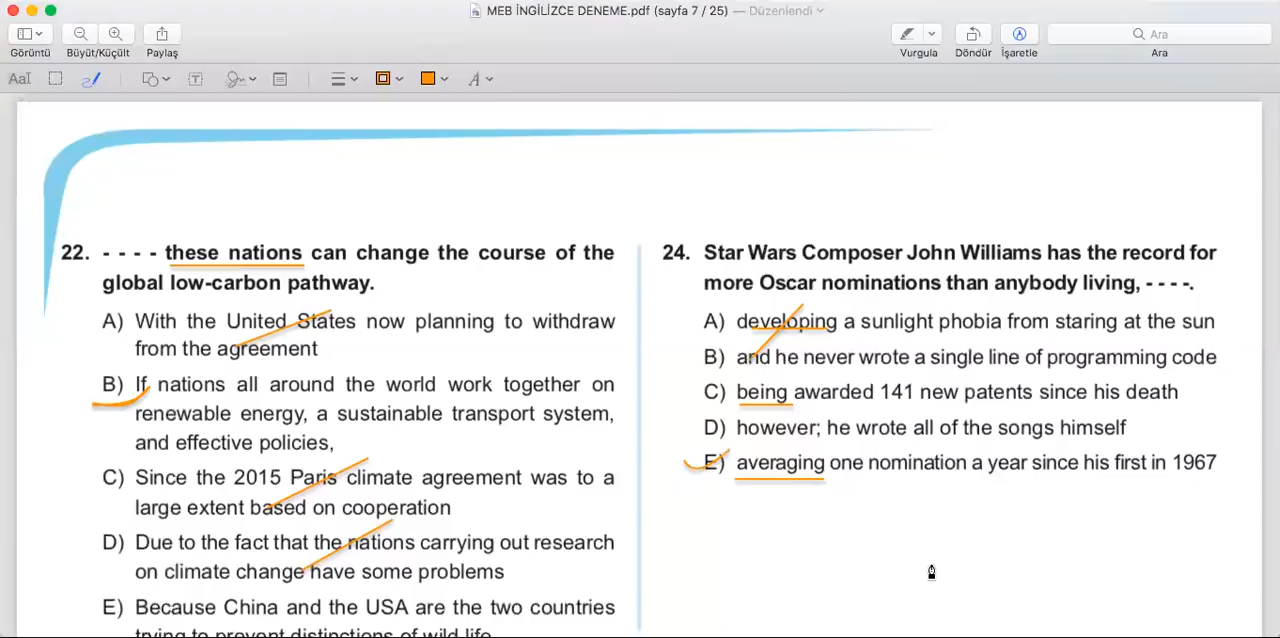 MEB İNGİLİZCE DENEME.pdf (sayfa 7 / 25) — Düzenlendi
Görüntü
Büyüt/Küçült
Paylaş
Vurgula
Döndür
İşaretle
Ara
Ara
22. - - - - these nations can change the course of the
global low-carbon pathway.
A) With the United States now planning to withdraw
from the agreement
B) If nations all around the world work together on
renewable energy, a sustainable transport system,
and effective policies,
C) Since the 2015 Paris climate agreement was to a
large extent based on cooperation
D) Due to the fact that the nations carrying out research
on climate change have some problems
E) Because China and the USA are the two countries
trying to prevent distinctions of wild life
24. Star Wars Composer John Williams has the record for
more Oscar nominations than anybody living, - - - -.
A) developing a sunlight phobia from staring at the sun
B) and he never wrote a single line of programming code
C) being awarded 141 new patents since his death
D) however; he wrote all of the songs himself
E) averaging one nomination a year since his first in 1967